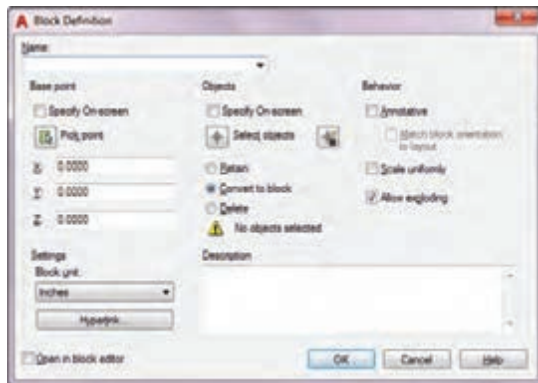 A Block Definition
Name:
Base point
Specify On-screen
Pick point
X: 0.0000
Y: 0.0000
Z: 0.0000
Objects
Specify On-screen
Select objects
Retain
Convert to block
Delete
No objects selected
Behavior
Annotative
Match block orientation
to layout
Scale uniformly
Allow exploding
Settings
Block unit:
Inches
Hyperlink...
Description
Open in block editor
OK
Cancel
Help